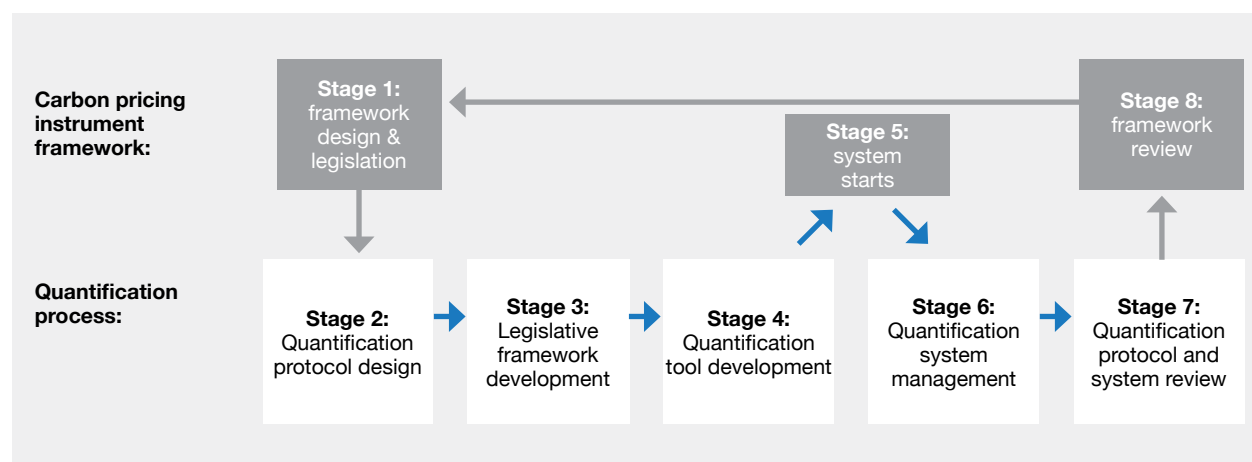 Carbon pricing
instrument
framework:
Stage 1:
framework
design &
legislation
Stage 5:
system
starts
Stage 8:
framework
review
Quantification
process:
Stage 2:
Quantification
protocol design
Stage 3:
Legislative
framework
development
Stage 4:
Quantification
tool development
Stage 6:
Quantification
system
management
Stage 7:
Quantification
protocol and
system review